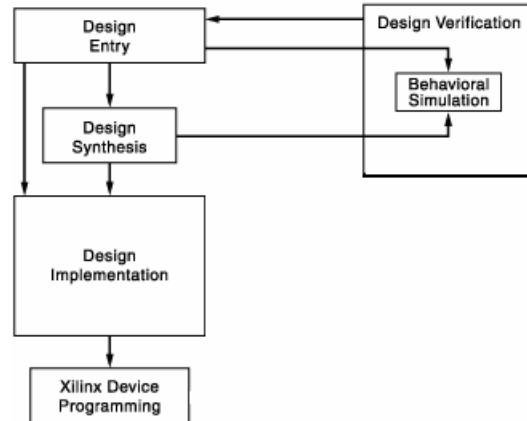 Design
Entry
Design Verification
Behavioral
Simulation
Design
Synthesis
Design
Implementation
Xilinx Device
Programming